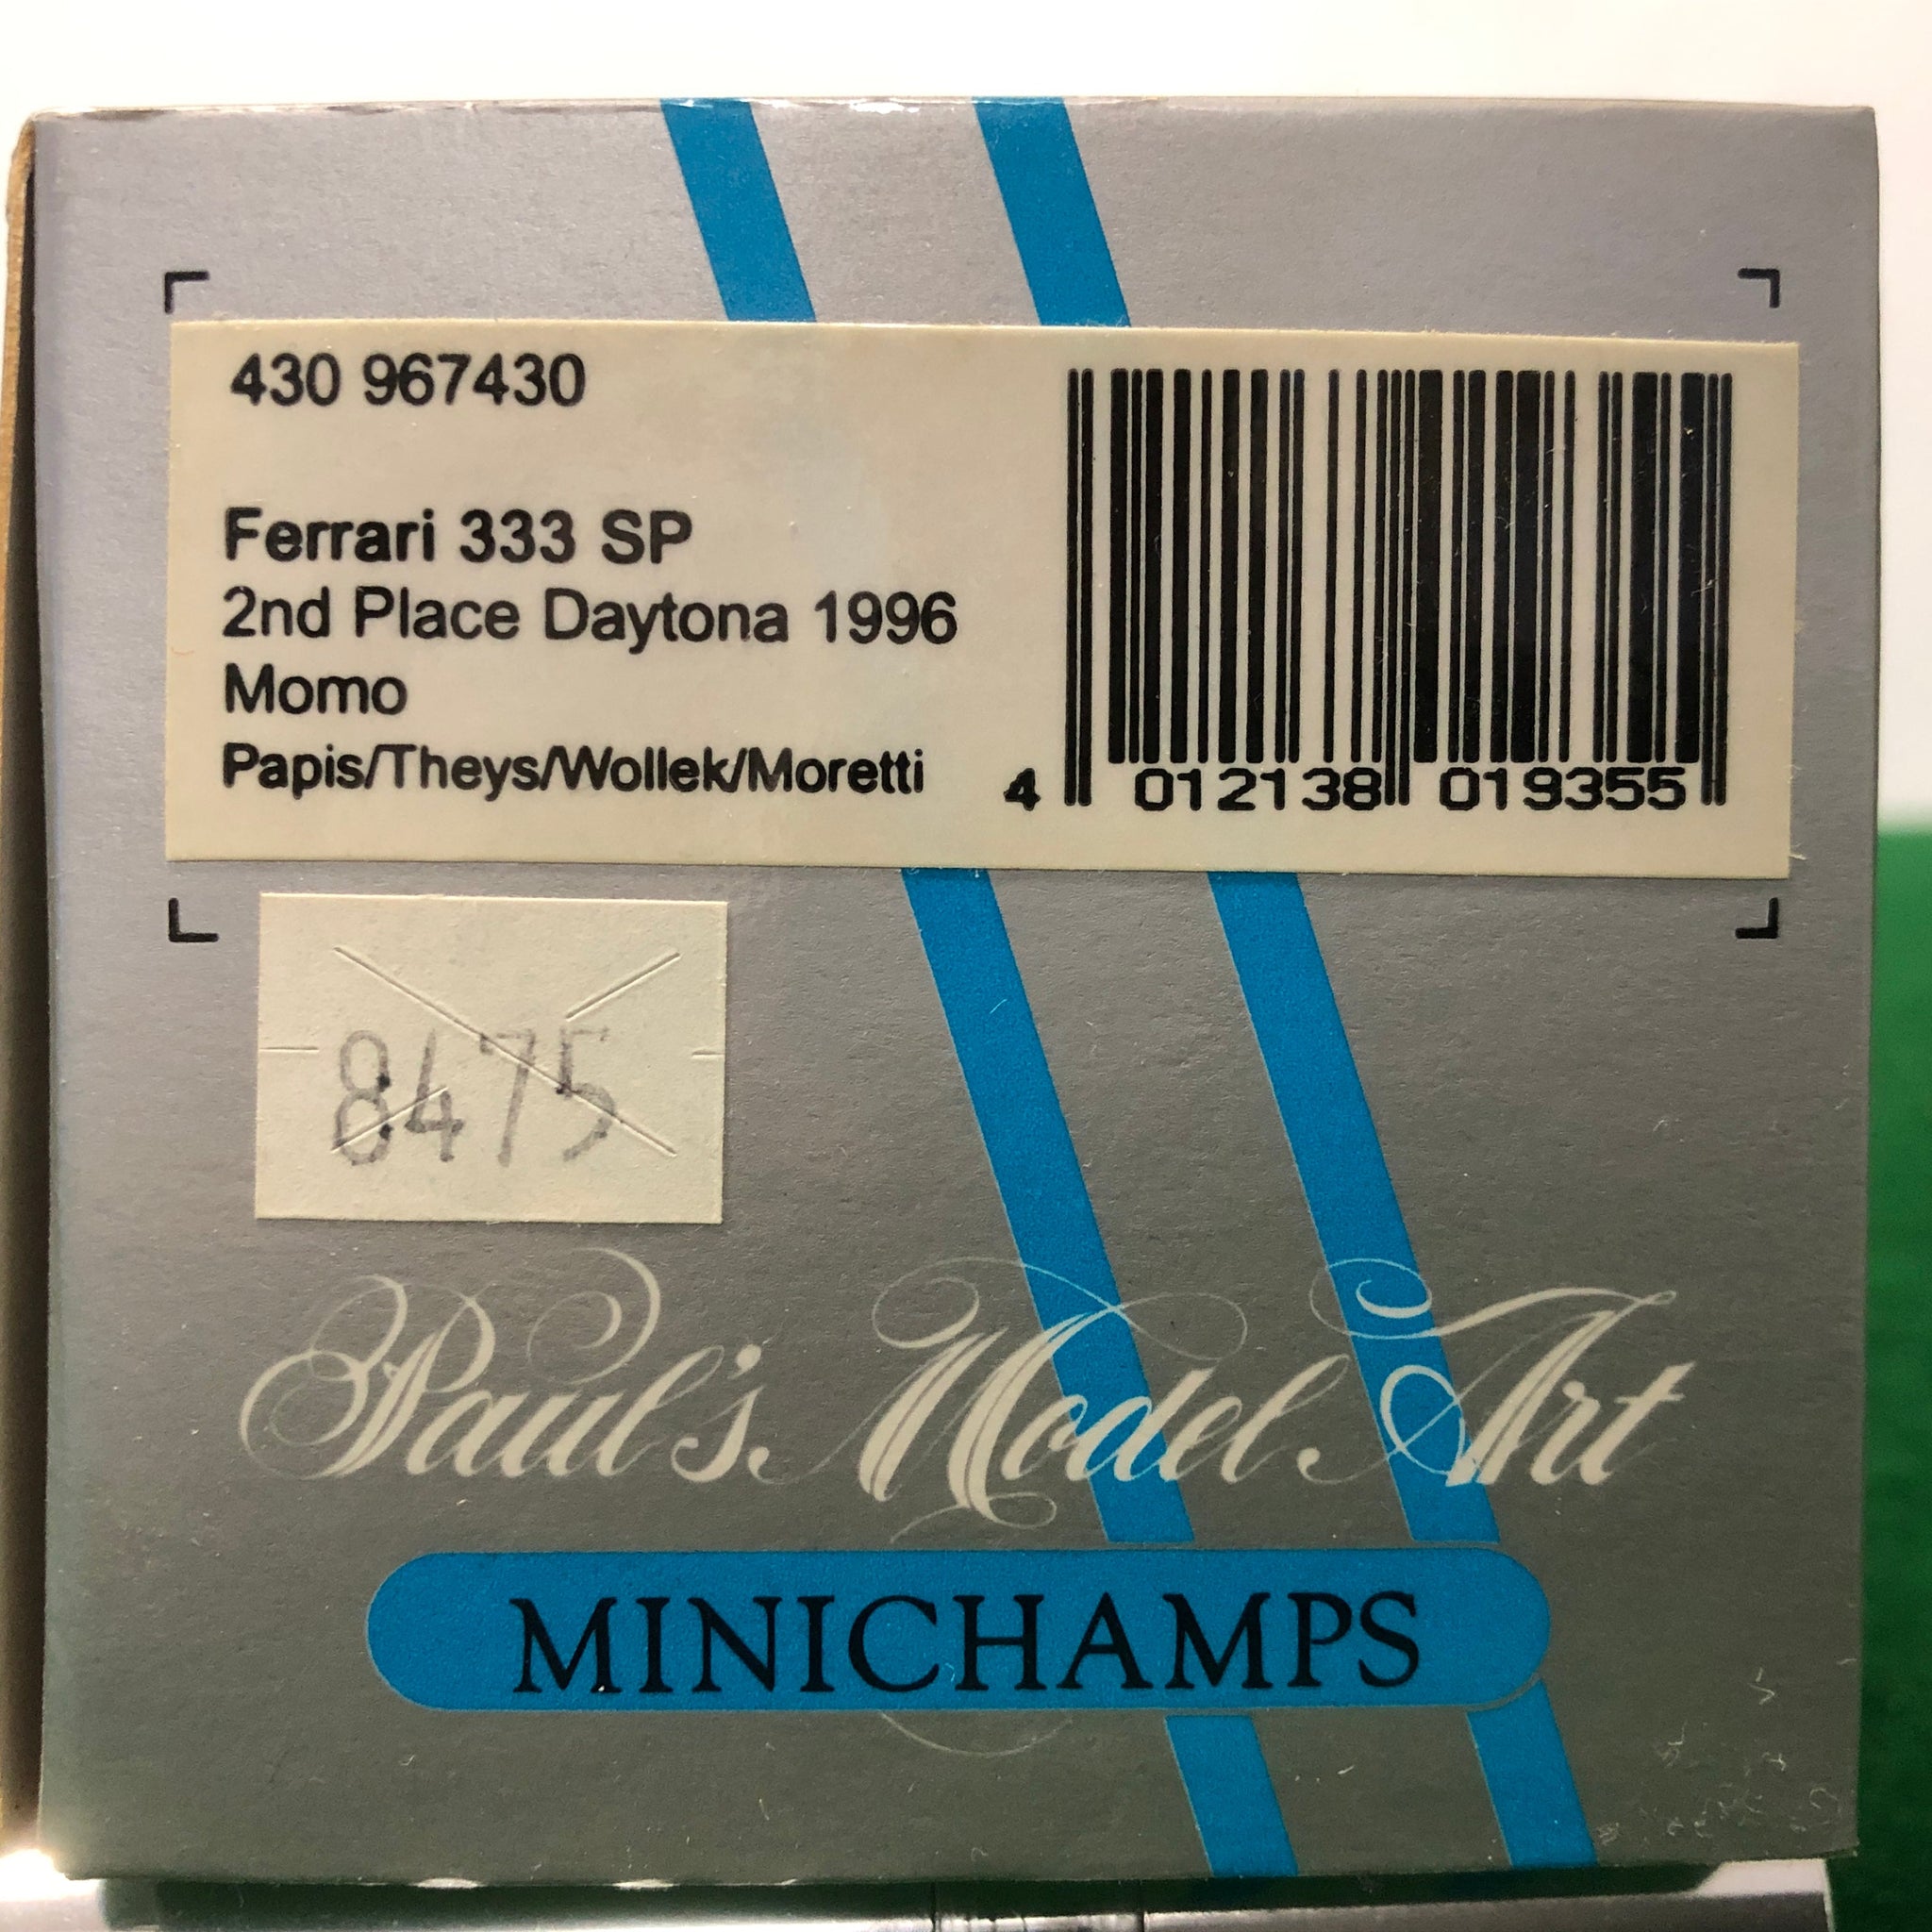 430 967430
Ferrari 333 SP
2nd Place Daytona 1996
Momo
Papis/Theys/Wollek/Moretti
4 012138 019355
8475
Paul's Model Art
MINICHAMPS